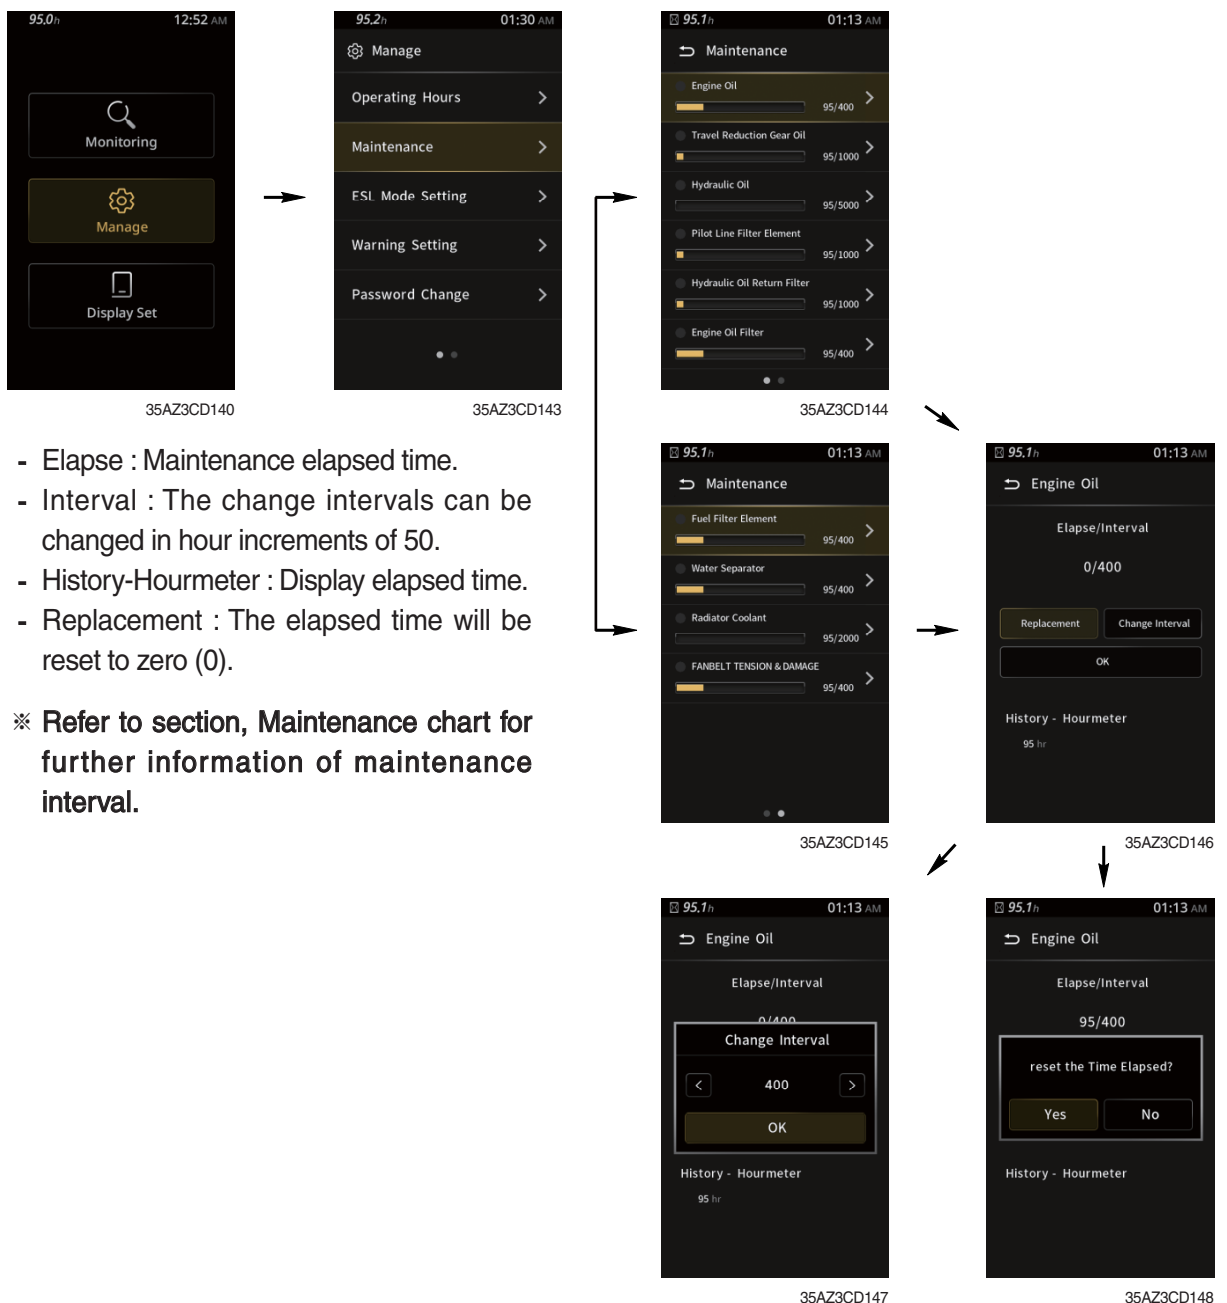 95.0h 12:52 AM
Monitoring
Manage
Display Set
35AZ3CD140
95.2h 01:30 AM
Manage
Operating Hours
Maintenance
ESL Mode Setting
Warning Setting
Password Change
35AZ3CD143
95.1h 01:13 AM
Maintenance
Engine Oil
95/400
Travel Reduction Gear Oil
95/1000
Hydraulic Oil
95/5000
Pilot Line Filter Element
95/1000
Hydraulic Oil Return Filter
95/1000
Engine Oil Filter
95/400
35AZ3CD144
- Elapse : Maintenance elapsed time.
- Interval : The change intervals can be
changed in hour increments of 50.
- History-Hourmeter : Display elapsed time.
- Replacement : The elapsed time will be
reset to zero (0).
※ Refer to section, Maintenance chart for
further information of maintenance
interval.
95.1h 01:13 AM
Maintenance
Fuel Filter Element
95/400
Water Separator
95/400
Radiator Coolant
95/2000
FANBELT TENSION & DAMAGE
95/400
35AZ3CD145
95.1h 01:13 AM
Engine Oil
Elapse/Interval
0/400
Replacement Change Interval
OK
History - Hourmeter
95 hr
35AZ3CD146
95.1h 01:13 AM
Engine Oil
Elapse/Interval
0/400
Change Interval
< 400 >
OK
History - Hourmeter
95 hr
35AZ3CD147
95.1h 01:13 AM
Engine Oil
Elapse/Interval
95/400
reset the Time Elapsed?
Yes No
History - Hourmeter
35AZ3CD148